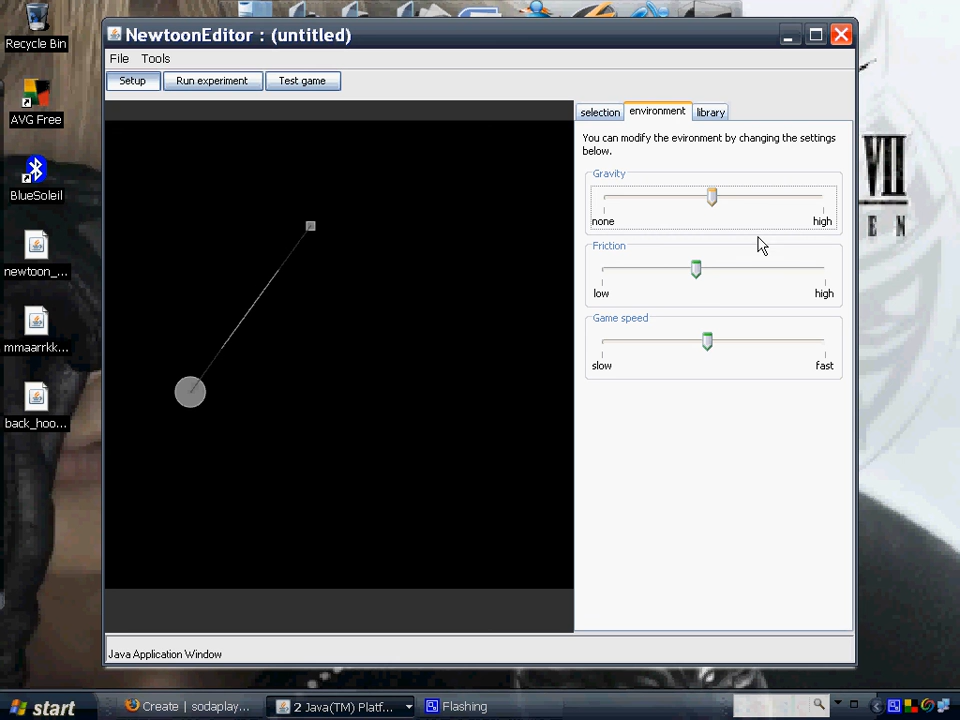 Recycle Bin
AVG Free
BlueSoleil
newtoon_...
mmaarrkk...
back_hoo...
NewtoonEditor : (untitled)
File Tools
Setup Run experiment Test game
selection environment library
You can modify the evironment by changing the settings
below.
Gravity
none high
Friction
low high
Game speed
slow fast
Java Application Window
start
Create | sodaplay...
2 Java(TM) Platf...
Flashing
VII